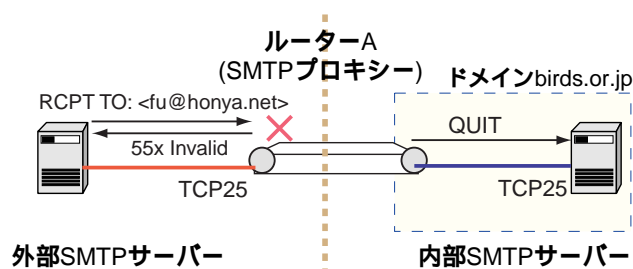 ルーターA
(SMTPプロキシー)
ドメインbirds.or.jp
RCPT TO: <fu@honya.net>
55x Invalid
QUIT
TCP25
TCP25
外部SMTPサーバー
内部SMTPサーバー